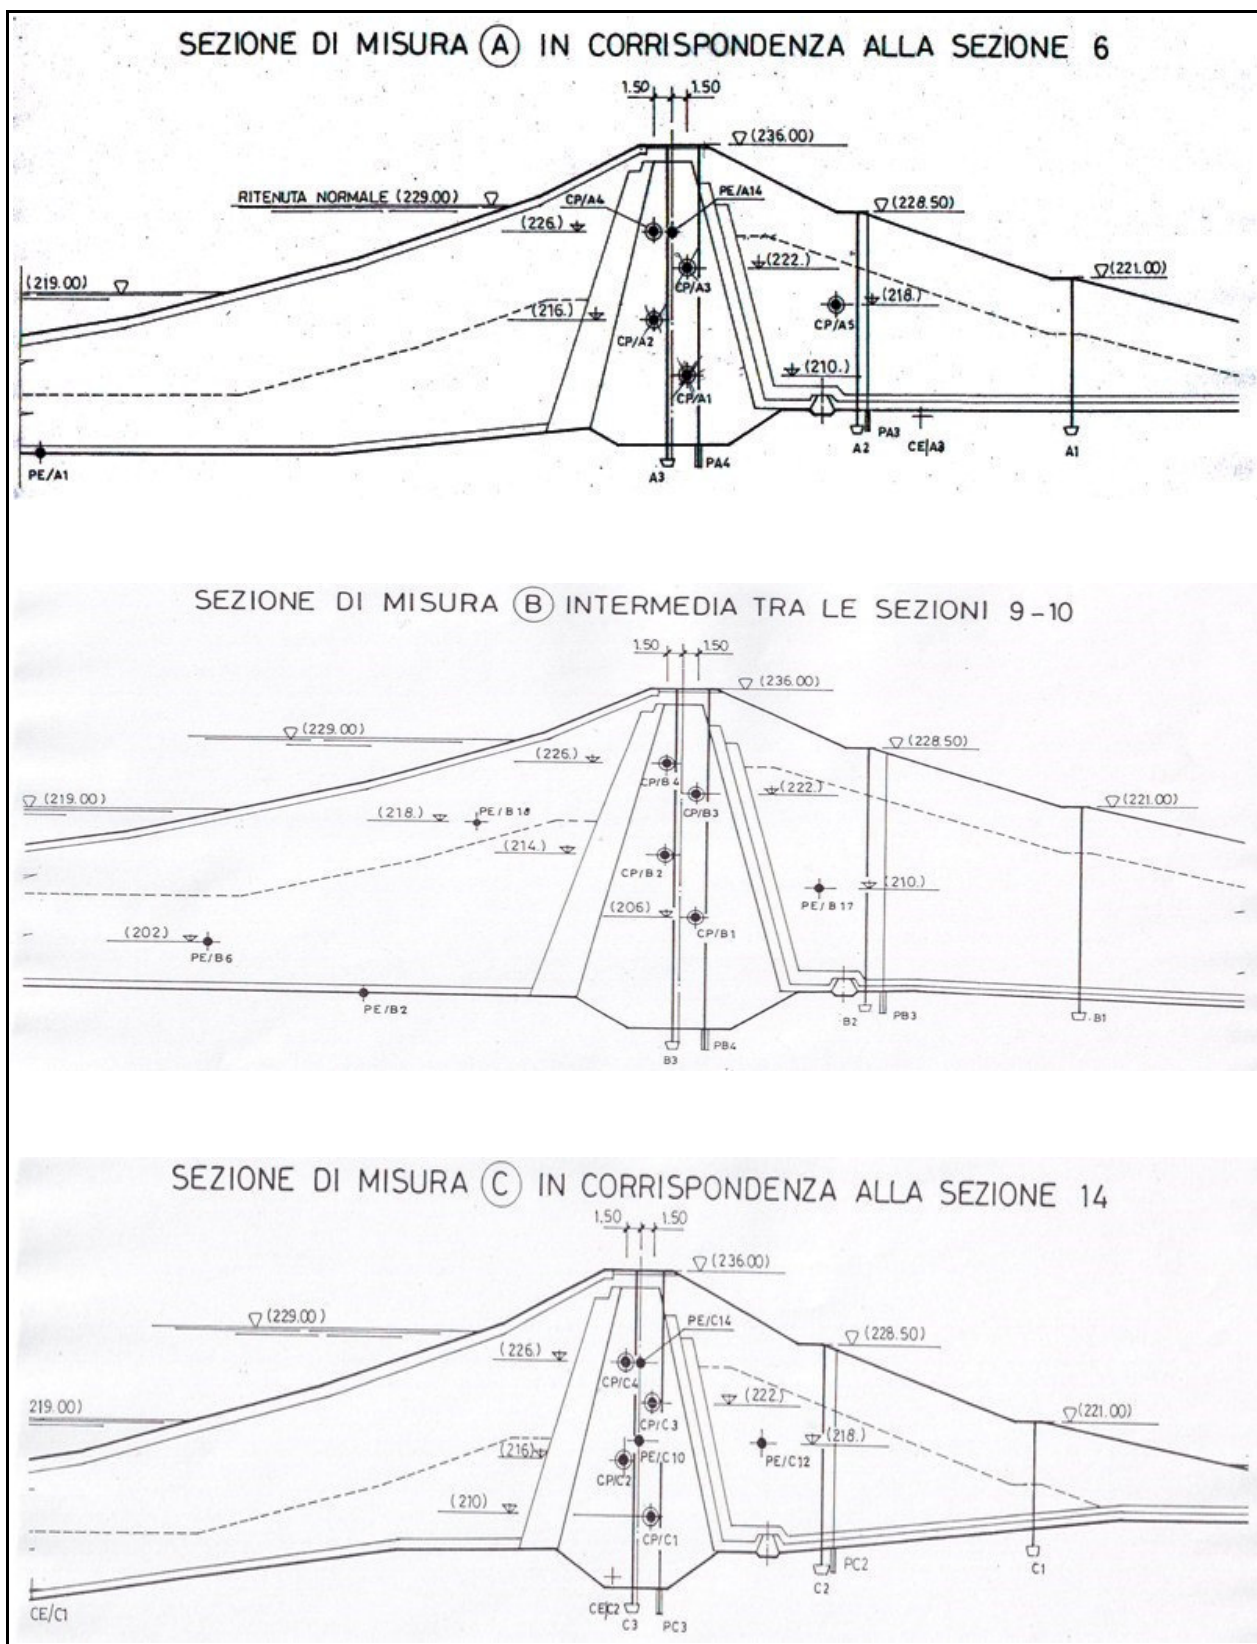 SEZIONE DI MISURA A IN CORRISPONDENZA ALLA SEZIONE 6
1.50 1.50
(236.00)
RITENUTA NORMALE (229.00)
CP/A4
PE/A14
(228.50)
(226.)
(222.)
(221.00)
(219.00)
CP/A3
(216.)
(218.)
CP/A2
CP/A5
(210.)
CP/A1
PE/A1
A3
PA4
A2
PA3
CE/A3
A1
SEZIONE DI MISURA B INTERMEDIA TRA LE SEZIONI 9-10
1.50 1.50
(236.00)
(229.00)
(228.50)
(226.)
CP/B4
(222.)
(219.00)
(221.00)
CP/B3
(218.)
PE/B18
(214.)
CP/B2
(210.)
PE/B17
(206)
CP/B1
(202.)
PE/B6
PE/B2
B3
PB4
B2
PB3
B1
SEZIONE DI MISURA C IN CORRISPONDENZA ALLA SEZIONE 14
1.50 1.50
(236.00)
(229.00)
PE/C14
(228.50)
(226.)
CP/C4
(222.)
219.00)
(221.00)
CP/C3
(216)
PE/C10
(218.)
CP/C2
PE/C12
(210)
CP/C1
CE/C1
CEC2
C3
PC3
C2
PC2
C1